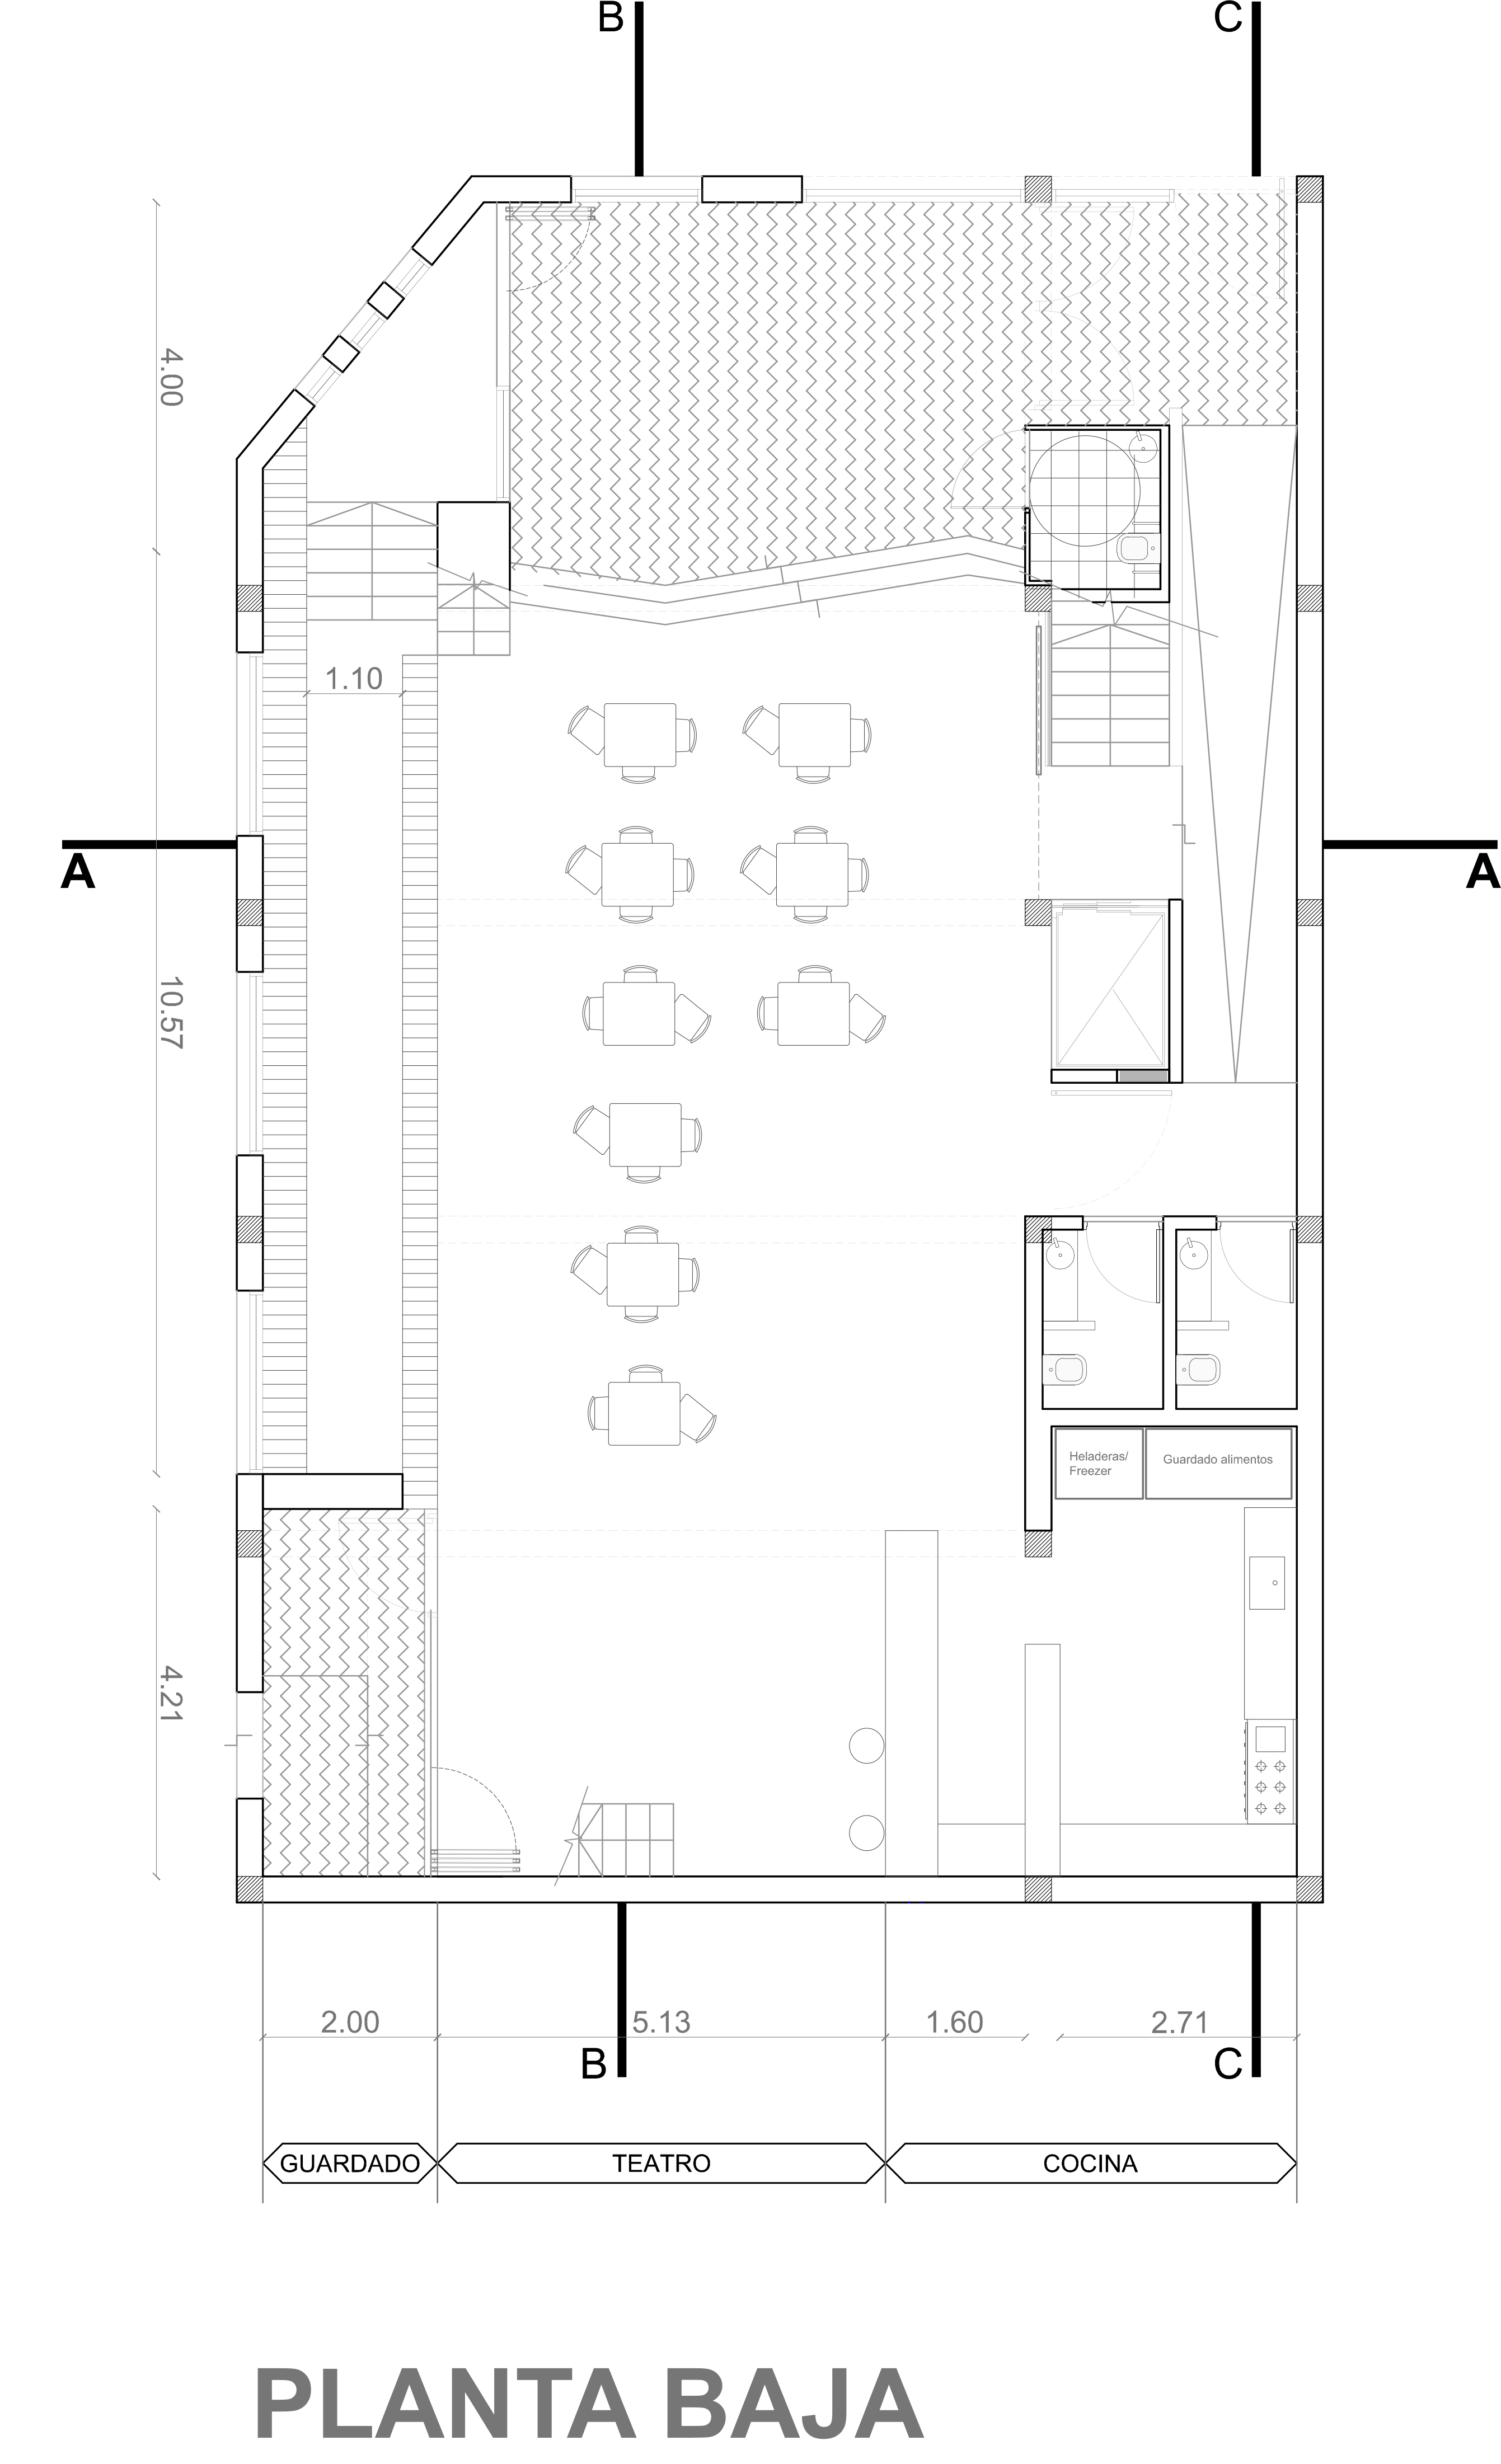 B
C
4.00
1.10
A
A
10.57
Heladeras/
Freezer
Guardado alimentos
4.21
2.00
5.13
1.60
2.71
B
C
GUARDADO
TEATRO
COCINA
PLANTA BAJA